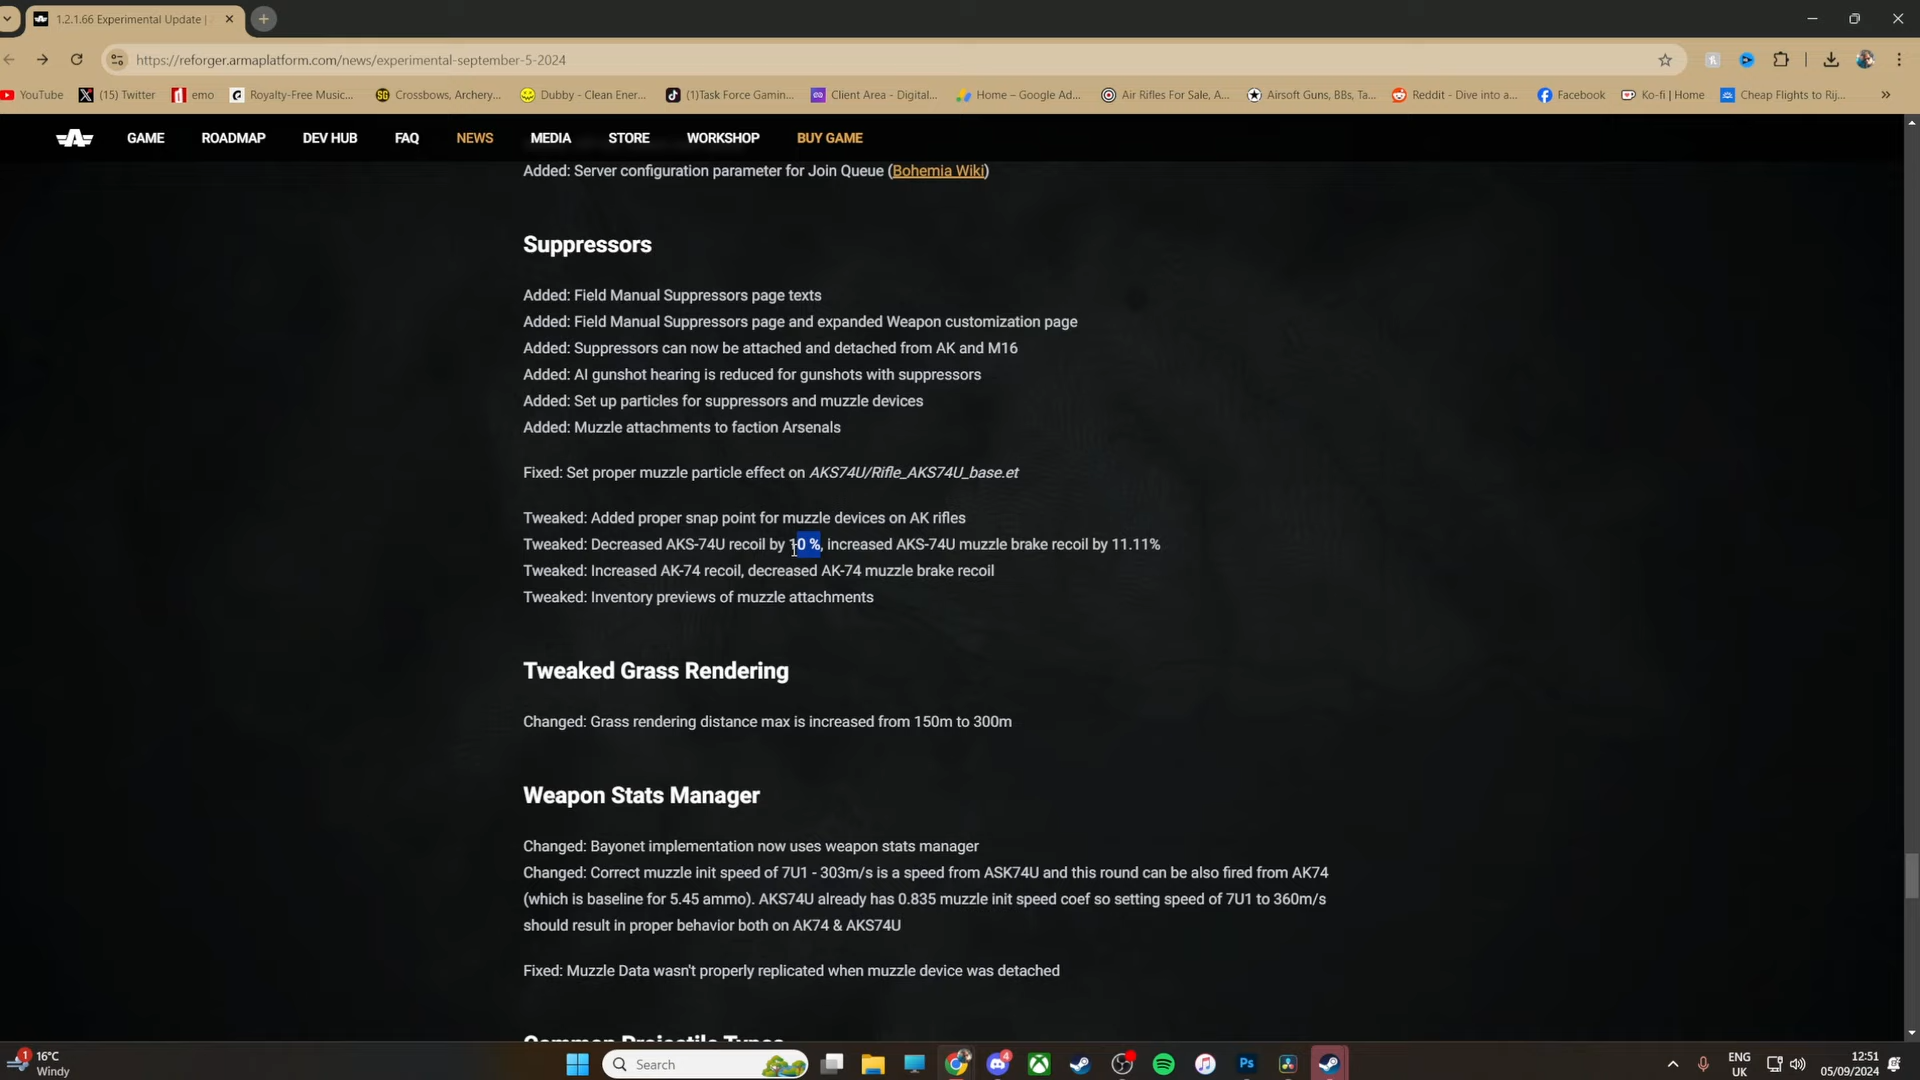 1.2.1.66 Experimental Update |
https://reforger.armaplatform.com/news/experimental-september-5-2024
YouTube (15) Twitter emo Royalty-Free Music... Crossbows, Archery... Dubby - Clean Ener... (1)Task Force Gamin... Client Area - Digital... Home – Google Ad... Air Rifles For Sale, A... Airsoft Guns, BBs, Ta... Reddit - Dive into a... Facebook Ko-fi | Home Cheap Flights to Rij...
GAME ROADMAP DEV HUB FAQ NEWS MEDIA STORE WORKSHOP BUY GAME
Added: Server configuration parameter for Join Queue (Bohemia Wiki)
Suppressors
Added: Field Manual Suppressors page texts
Added: Field Manual Suppressors page and expanded Weapon customization page
Added: Suppressors can now be attached and detached from AK and M16
Added: AI gunshot hearing is reduced for gunshots with suppressors
Added: Set up particles for suppressors and muzzle devices
Added: Muzzle attachments to faction Arsenals
Fixed: Set proper muzzle particle effect on AKS74U/Rifle_AKS74U_base.et
Tweaked: Added proper snap point for muzzle devices on AK rifles
Tweaked: Decreased AKS-74U recoil by 10 %, increased AKS-74U muzzle brake recoil by 11.11%
Tweaked: Increased AK-74 recoil, decreased AK-74 muzzle brake recoil
Tweaked: Inventory previews of muzzle attachments
Tweaked Grass Rendering
Changed: Grass rendering distance max is increased from 150m to 300m
Weapon Stats Manager
Changed: Bayonet implementation now uses weapon stats manager
Changed: Correct muzzle init speed of 7U1 - 303m/s is a speed from ASK74U and this round can be also fired from AK74
(which is baseline for 5.45 ammo). AKS74U already has 0.835 muzzle init speed coef so setting speed of 7U1 to 360m/s
should result in proper behavior both on AK74 & AKS74U
Fixed: Muzzle Data wasn't properly replicated when muzzle device was detached
Common Projectile Types
1 16°C
Windy
Search
4
Ps
ENG
UK
12:51
05/09/2024